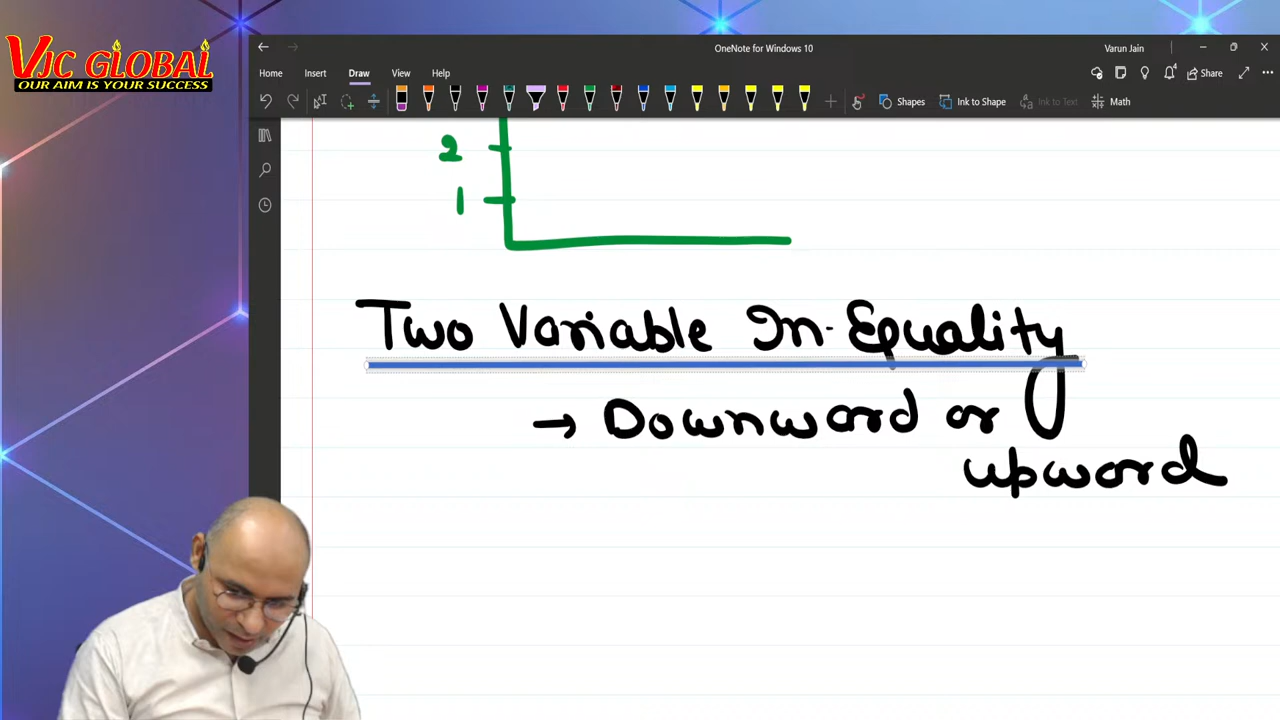 VJC GLOBAL
OUR AIM IS YOUR SUCCESS
OneNote for Windows 10
Varun Jain
Home Insert Draw View Help
Share
Shapes Ink to Shape Ink to Text Math
2
1
Two Variable In-Equality
→ Downword or
upword